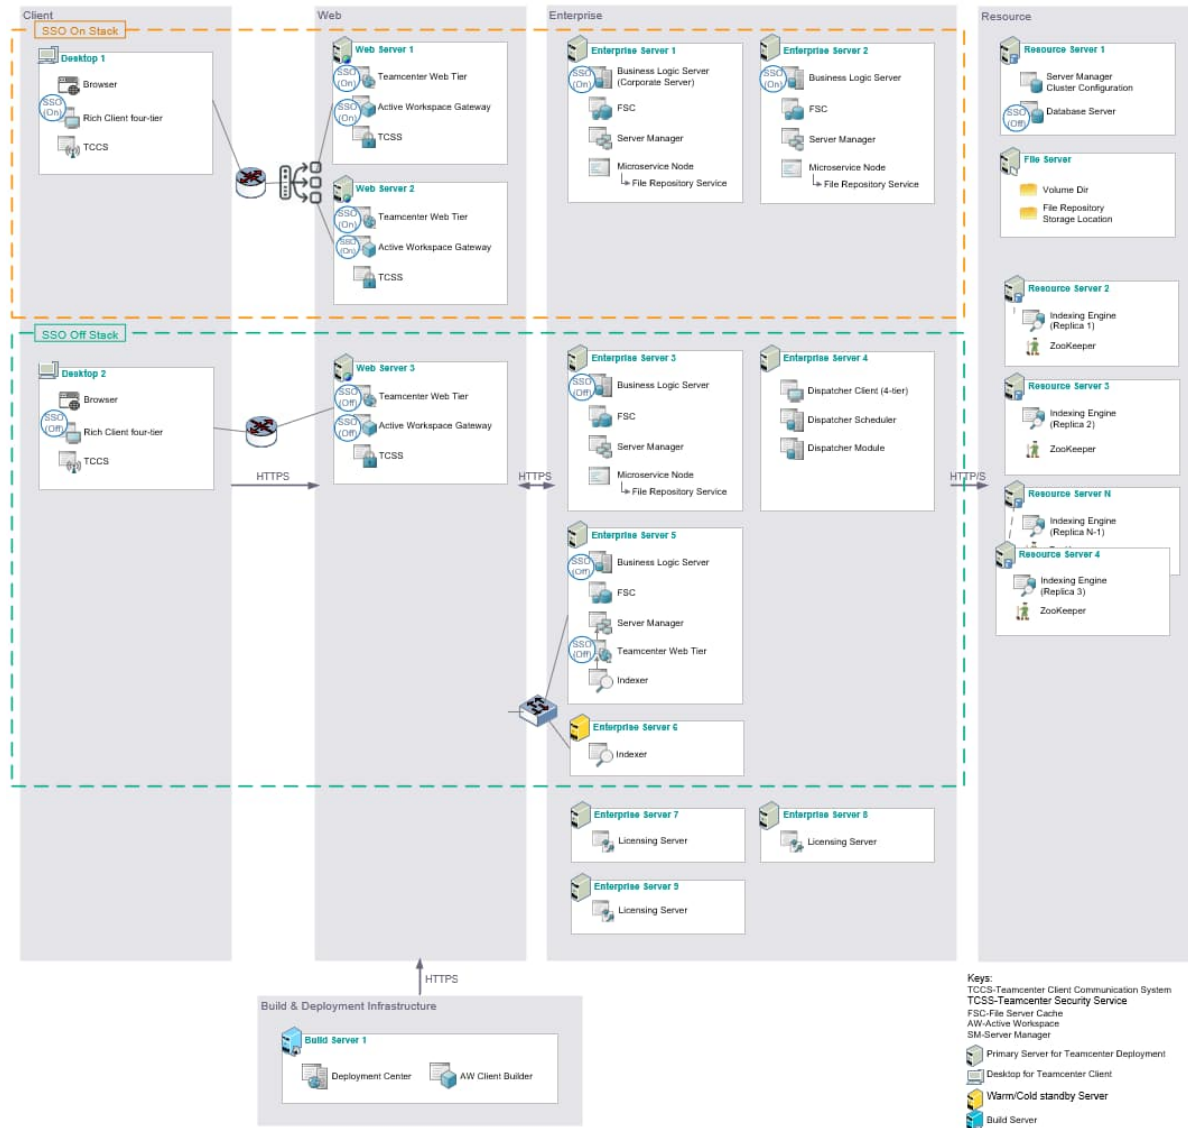 Client
Web
Enterprise
Resource
SSO On Stack
Desktop 1
Browser
SSO (On)
Rich Client four-tier
TCCS
Web Server 1
SSO (On)
Teamcenter Web Tier
SSO (On)
Active Workspace Gateway
TCSS
Web Server 2
SSO (On)
Teamcenter Web Tier
SSO (On)
Active Workspace Gateway
TCSS
Enterprise Server 1
SSO (On)
Business Logic Server
(Corporate Server)
FSC
Server Manager
Microservice Node
File Repository Service
Enterprise Server 2
SSO (On)
Business Logic Server
FSC
Server Manager
Microservice Node
File Repository Service
Resource Server 1
Server Manager
Cluster Configuration
SSO (Off)
Database Server
File Server
Volume Dir
File Repository
Storage Location
Resource Server 2
Indexing Engine
(Replica 1)
ZooKeeper
Resource Server 3
Indexing Engine
(Replica 2)
ZooKeeper
Resource Server N
Indexing Engine
(Replica N-1)
Resource Server 4
Indexing Engine
(Replica 3)
ZooKeeper
SSO Off Stack
Desktop 2
Browser
SSO (Off)
Rich Client four-tier
TCCS
HTTPS
Web Server 3
SSO (Off)
Teamcenter Web Tier
SSO (Off)
Active Workspace Gateway
TCSS
HTTPS
Enterprise Server 3
SSO (Off)
Business Logic Server
FSC
Server Manager
Microservice Node
File Repository Service
Enterprise Server 4
Dispatcher Client (4-tier)
Dispatcher Scheduler
Dispatcher Module
HTTP/S
Enterprise Server 5
SSO (Off)
Business Logic Server
FSC
Server Manager
SSO (Off)
Teamcenter Web Tier
Indexer
Enterprise Server 6
Indexer
Enterprise Server 7
Licensing Server
Enterprise Server 8
Licensing Server
Enterprise Server 9
Licensing Server
HTTPS
Build & Deployment Infrastructure
Build Server 1
Deployment Center
AW Client Builder
Keys:
TCCS-Teamcenter Client Communication System
TCSS-Teamcenter Security Service
FSC-File Server Cache
AW-Active Workspace
SM-Server Manager
Primary Server for Teamcenter Deployment
Desktop for Teamcenter Client
Warm/Cold standby Server
Build Server